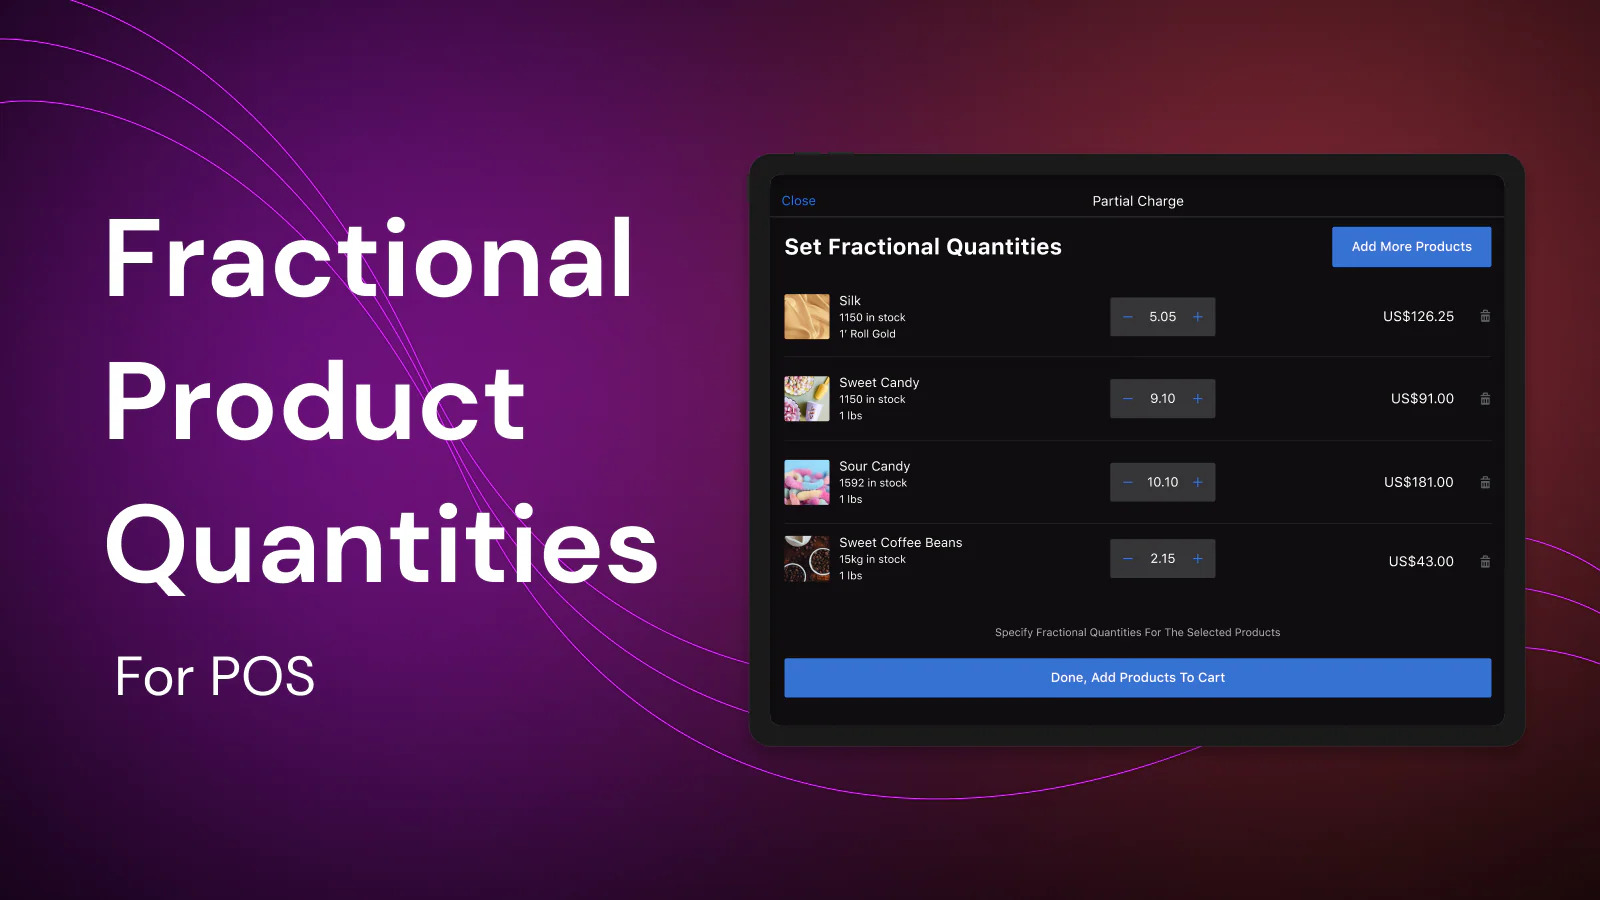 Fractional
Product
Quantities
For POS
Close
Partial Charge
Set Fractional Quantities
Add More Products
Silk
1150 in stock
1’ Roll Gold
− 5.05 +
US$126.25
Sweet Candy
1150 in stock
1 lbs
− 9.10 +
US$91.00
Sour Candy
1592 in stock
1 lbs
− 10.10 +
US$181.00
Sweet Coffee Beans
15kg in stock
1 lbs
− 2.15 +
US$43.00
Specify Fractional Quantities For The Selected Products
Done, Add Products To Cart